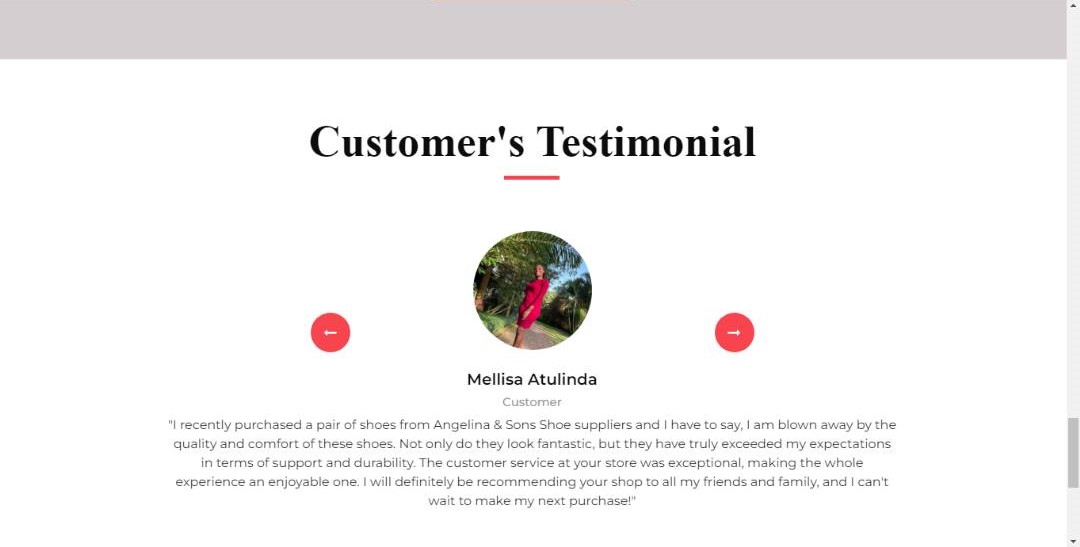 Customer's Testimonial
Mellisa Atulinda
Customer
"I recently purchased a pair of shoes from Angelina & Sons Shoe suppliers and I have to say, I am blown away by the
quality and comfort of these shoes. Not only do they look fantastic, but they have truly exceeded my expectations
in terms of support and durability. The customer service at your store was exceptional, making the whole
experience an enjoyable one. I will definitely be recommending your shop to all my friends and family, and I can't
wait to make my next purchase!"